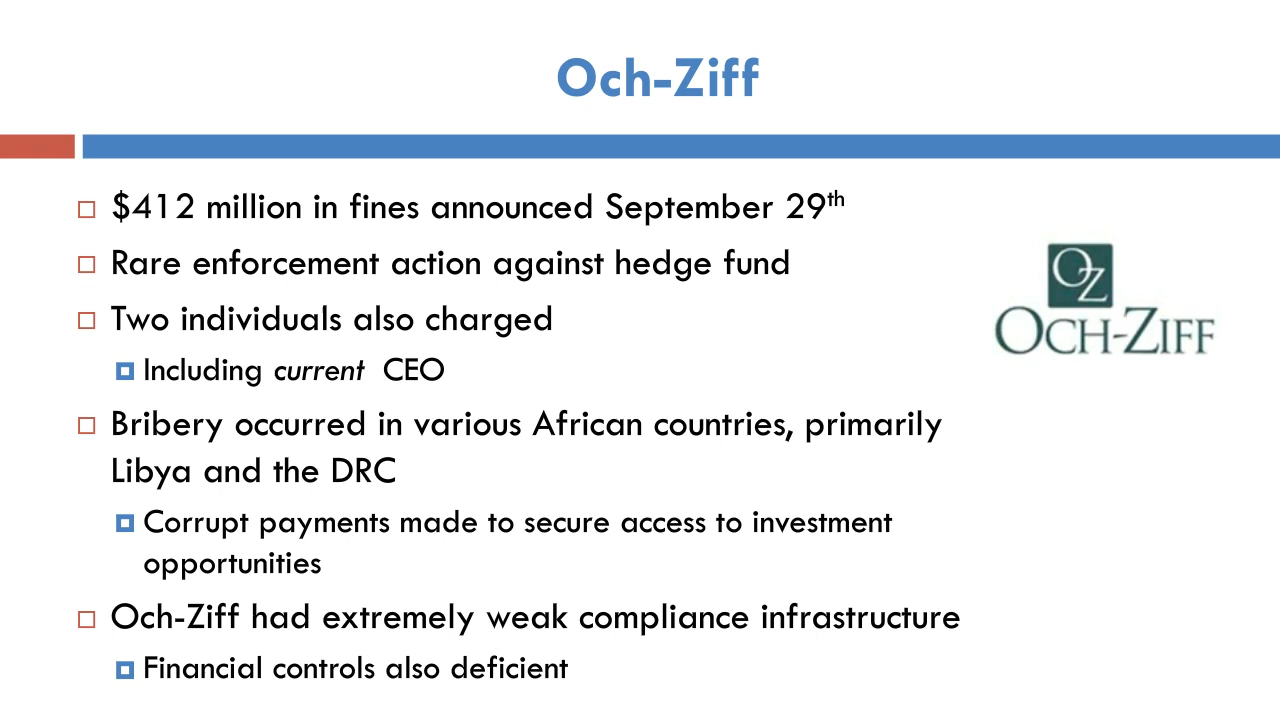 Och-Ziff
$412 million in fines announced September 29th
Rare enforcement action against hedge fund
Two individuals also charged
Including current CEO
Bribery occurred in various African countries, primarily
Libya and the DRC
Corrupt payments made to secure access to investment
opportunities
Och-Ziff had extremely weak compliance infrastructure
Financial controls also deficient
OZ
OCH-ZIFF